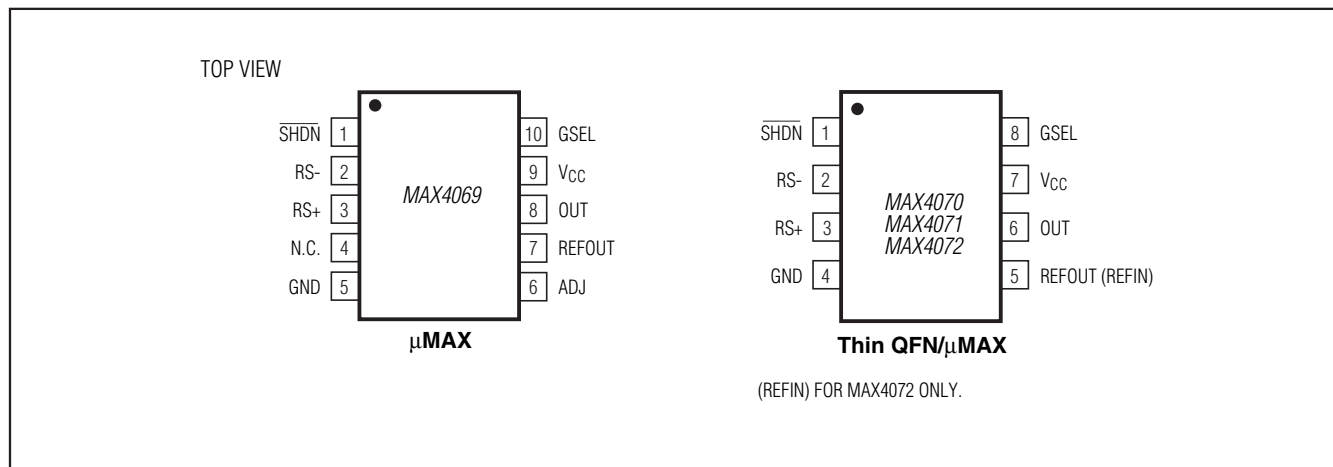 TOP VIEW
SHDN 1
RS- 2
RS+ 3
N.C. 4
GND 5
MAX4069
10 GSEL
9 VCC
8 OUT
7 REFOUT
6 ADJ
µMAX
SHDN 1
RS- 2
RS+ 3
GND 4
MAX4070
MAX4071
MAX4072
8 GSEL
7 VCC
6 OUT
5 REFOUT (REFIN)
Thin QFN/µMAX
(REFIN) FOR MAX4072 ONLY.